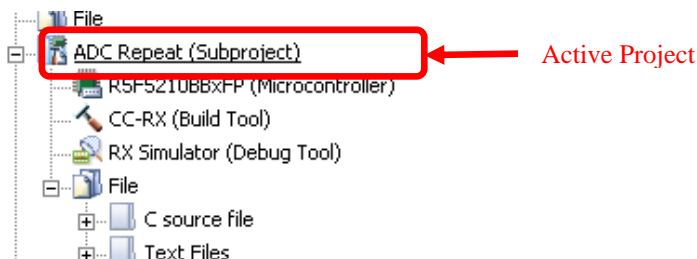 File
ADC Repeat (Subproject)
Active Project
R5F5210BBxFP (Microcontroller)
CC-RX (Build Tool)
RX Simulator (Debug Tool)
File
C source file
Text Files